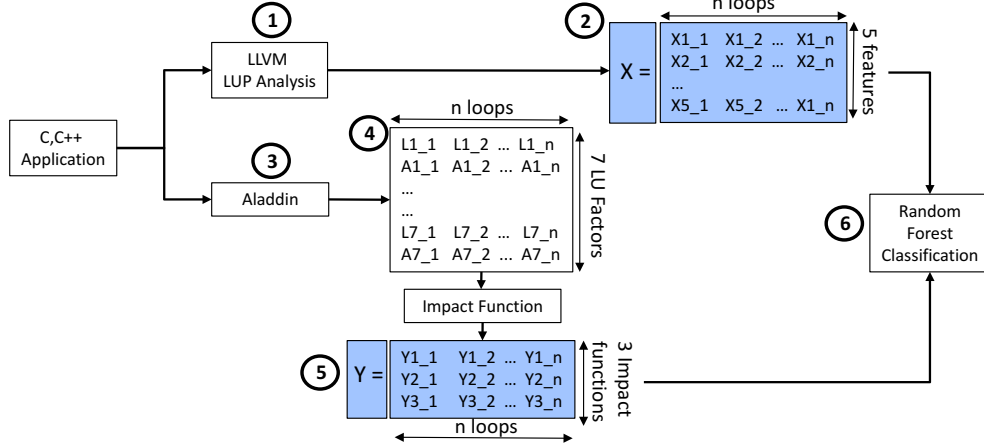 1
LLVM
LUP Analysis
2
n loops
X =
X1_1 X1_2 ... X1_n
X2_1 X2_2 ... X2_n
...
X5_1 X5_2 ... X1_n
5 features
C,C++
Application
3
Aladdin
4
n loops
L1_1 L1_2 ... L1_n
A1_1 A1_2 ... A1_n
...
...
L7_1 L7_2 ... L7_n
A7_1 A7_2 ... A7_n
7 LU Factors
Impact Function
5
Y =
Y1_1 Y1_2 ... Y1_n
Y2_1 Y2_2 ... Y2_n
Y3_1 Y3_2 ... Y3_n
3 Impact
functions
n loops
6
Random
Forest
Classification